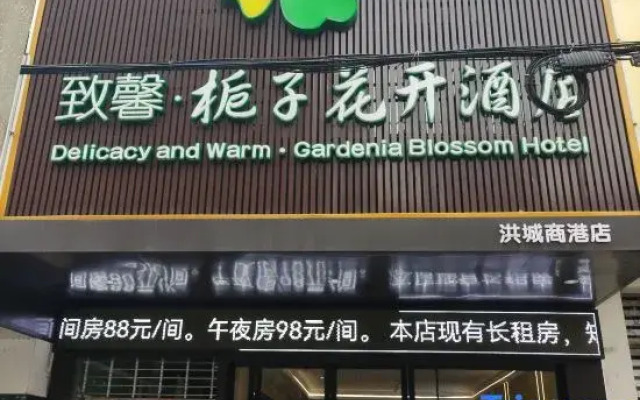 致馨·栀子花开酒店
Delicacy and Warm · Gardenia Blossom Hotel
洪城商港店
间房88元/间。午夜房98元/间。本店现有长租房，